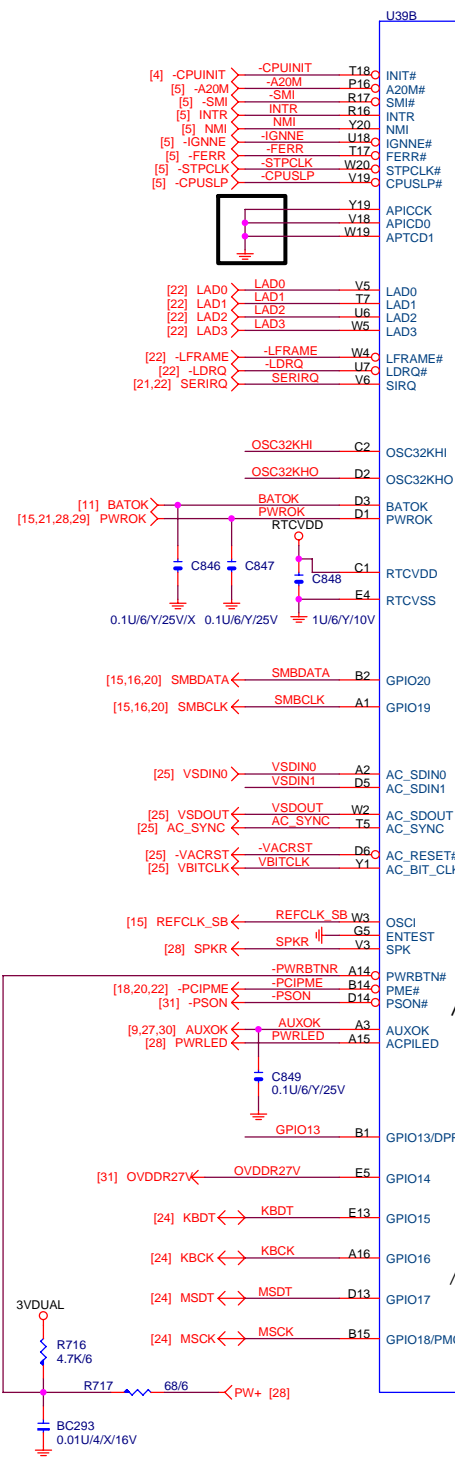 U39B
[4] -CPUINIT -CPUINIT T18 INIT#
[5] -A20M -A20M P16 A20M#
[5] -SMI -SMI R17 SMI#
[5] INTR INTR R16 INTR
[5] NMI NMI Y20 NMI
[5] -IGNNE -IGNNE U18 IGNNE#
[5] -FERR -FERR T17 FERR#
[5] -STPCLK -STPCLK W20 STPCLK#
[5] -CPUSLP -CPUSLP V19 CPUSLP#
Y19 APICCK
V18 APICD0
W19 APTCD1
[22] LAD0 LAD0 V5 LAD0
[22] LAD1 LAD1 T7 LAD1
[22] LAD2 LAD2 U6 LAD2
[22] LAD3 LAD3 W5 LAD3
[22] -LFRAME -LFRAME W4 LFRAME#
[22] -LDRQ -LDRQ U7 LDRQ#
[21,22] SERIRQ SERIRQ V6 SIRQ
OSC32KHI C2 OSC32KHI
OSC32KHO D2 OSC32KHO
[11] BATOK BATOK D3 BATOK
[15,21,28,29] PWROK PWROK D1 PWROK
RTCVDD
C846 C847 C848 C1 RTCVDD
E4 RTCVSS
0.1U/6/Y/25V/X 0.1U/6/Y/25V 1U/6/Y/10V
[15,16,20] SMBDATA SMBDATA B2 GPIO20
[15,16,20] SMBCLK SMBCLK A1 GPIO19
[25] VSDIN0 VSDIN0 A2 AC_SDIN0
VSDIN1 D5 AC_SDIN1
[25] VSDOUT VSDOUT W2 AC_SDOUT
[25] AC_SYNC AC_SYNC T5 AC_SYNC
[25] -VACRST -VACRST D6 AC_RESET#
[25] VBITCLK VBITCLK Y1 AC_BIT_CLK
[15] REFCLK_SB REFCLK_SB W3 OSCI
G5 ENTEST
[28] SPKR SPKR V3 SPK
-PWRBTNR A14 PWRBTN#
[18,20,22] -PCIPME -PCIPME B14 PME#
[31] -PSON -PSON D14 PSON#
[9,27,30] AUXOK AUXOK A3 AUXOK
[28] PWRLED PWRLED A15 ACPILED
C849
0.1U/6/Y/25V
GPIO13 B1 GPIO13/DPR
[31] OVDDR27V OVDDR27V E5 GPIO14
[24] KBDT KBDT E13 GPIO15
[24] KBCK KBCK A16 GPIO16
[24] MSDT MSDT D13 GPIO17
[24] MSCK MSCK B15 GPIO18/PMC
3VDUAL
R716
4.7K/6
R717 68/6 PW+ [28]
BC293
0.01U/4/X/16V